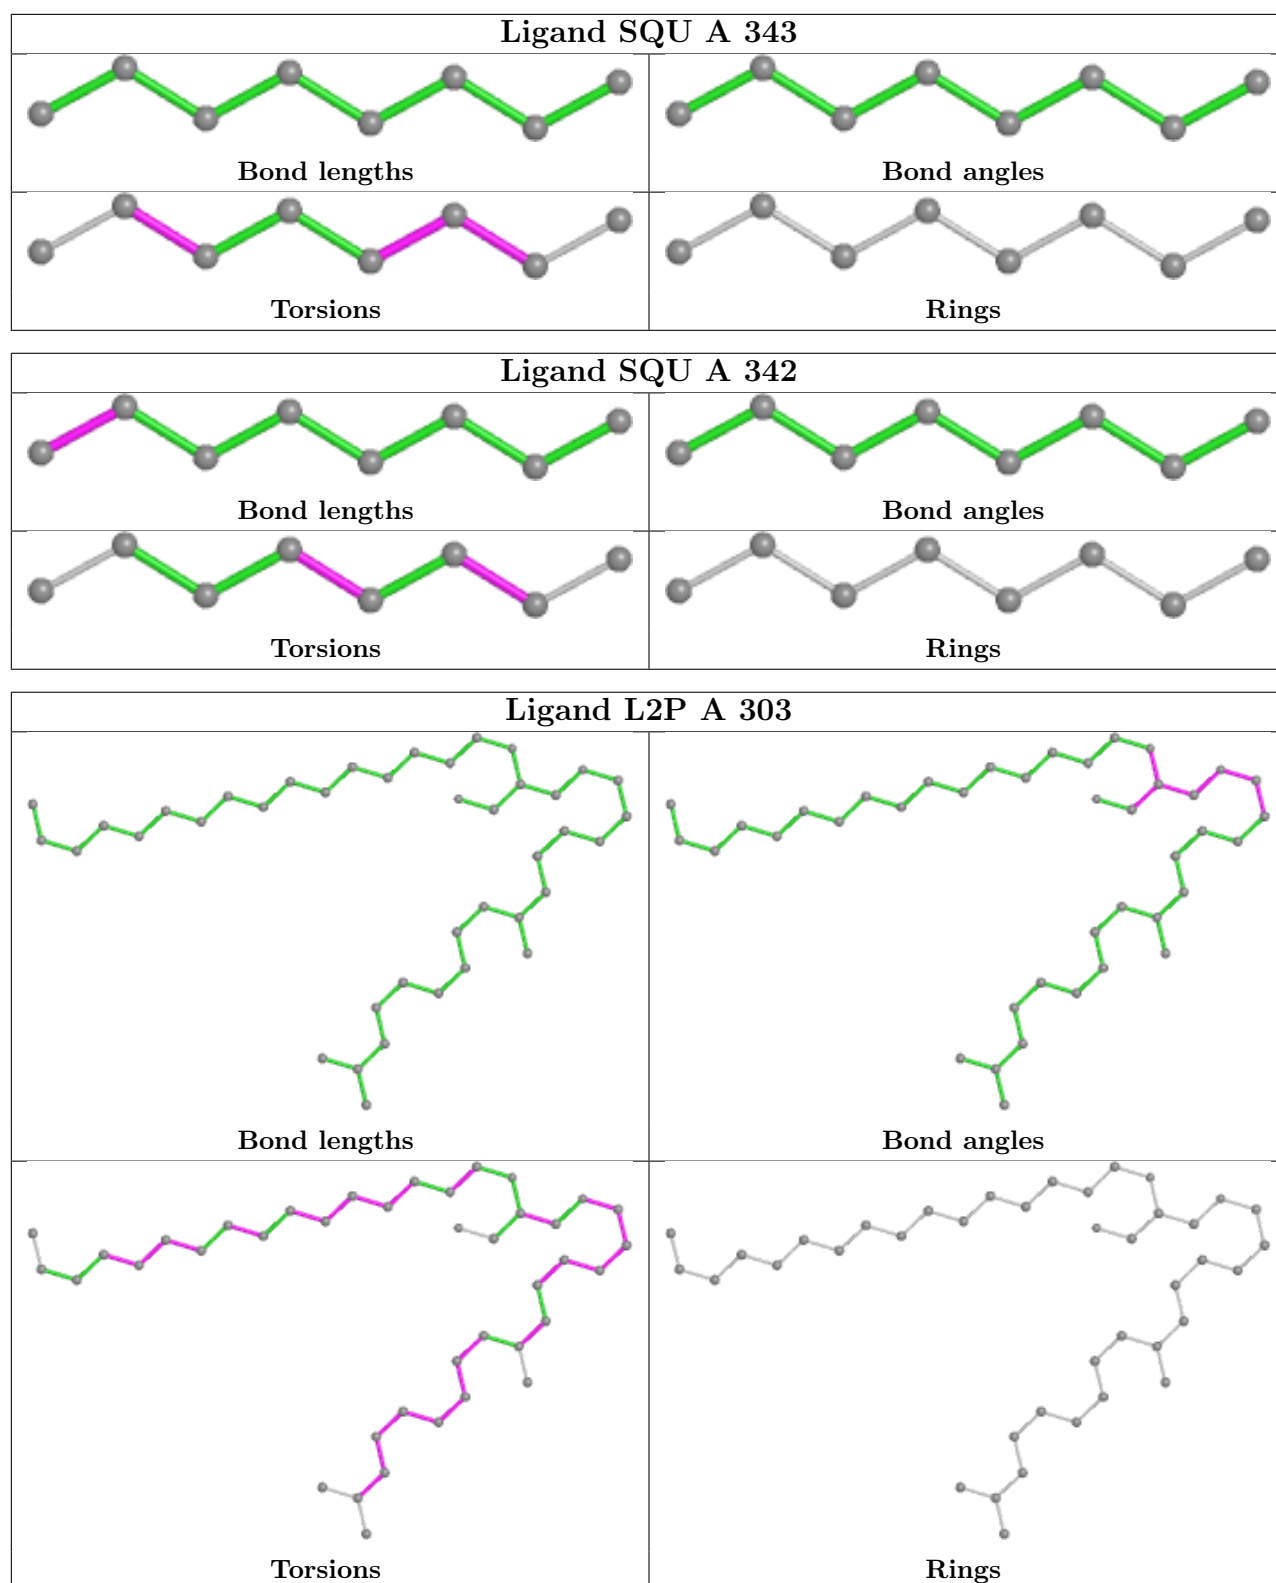 Ligand SQU A 343
Bond lengths
Bond angles
Torsions
Rings
Ligand SQU A 342
Bond lengths
Bond angles
Torsions
Rings
Ligand L2P A 303
Bond lengths
Bond angles
Torsions
Rings